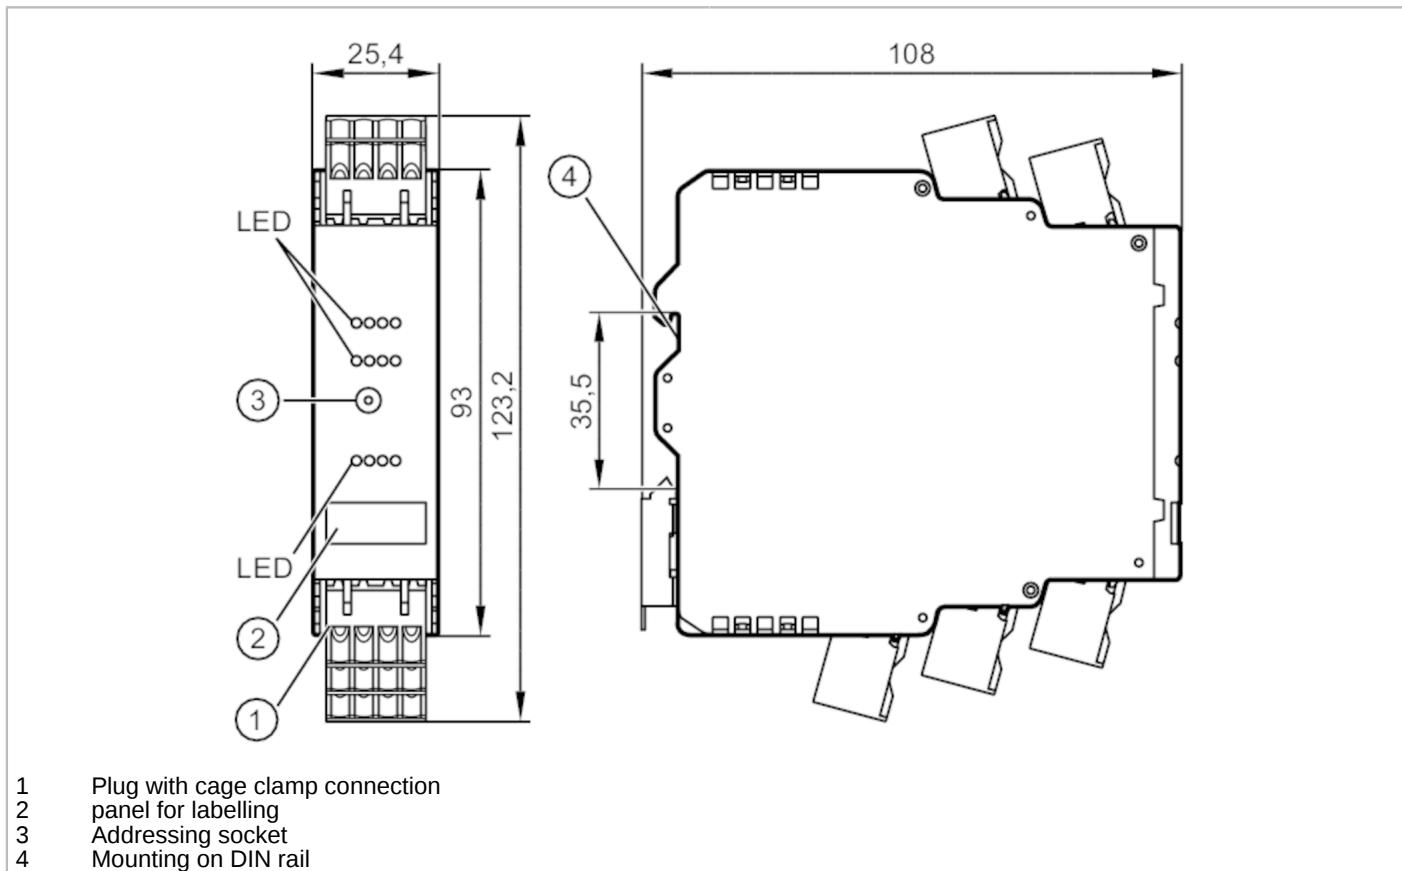 25,4
108
4
LED
3
93
123,2
35,5
LED
2
1
1 Plug with cage clamp connection
2 panel for labelling
3 Addressing socket
4 Mounting on DIN rail